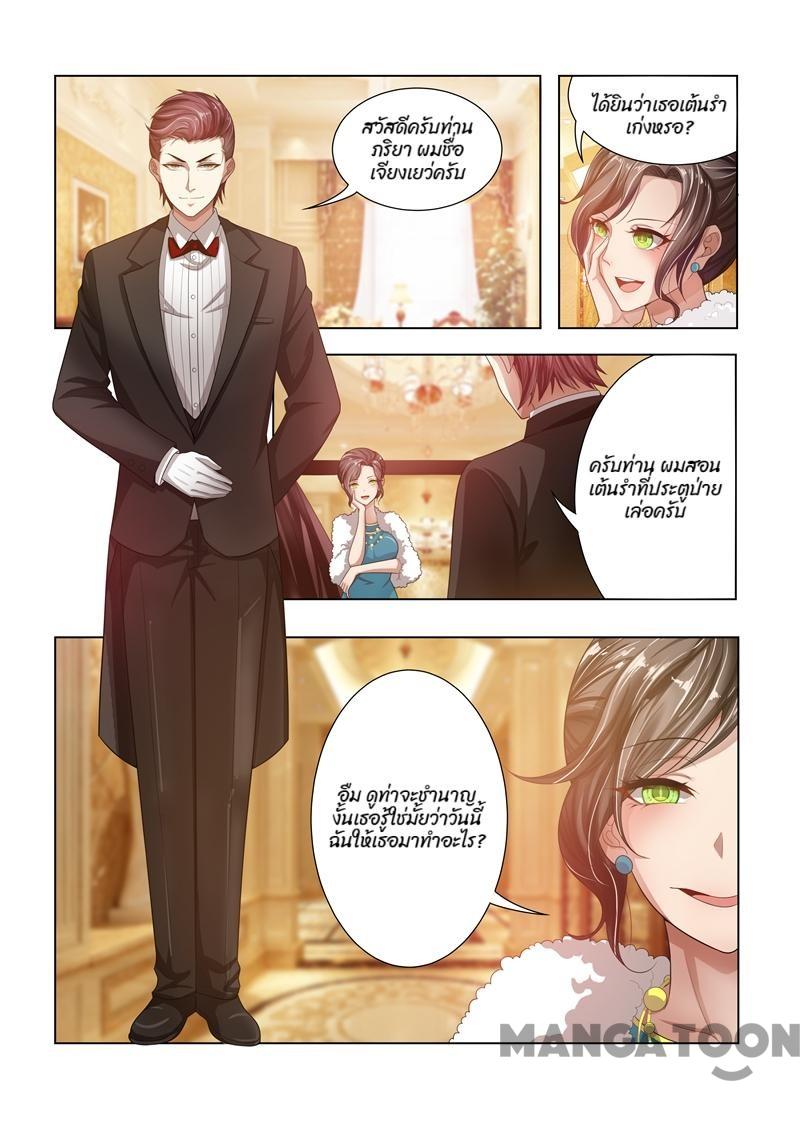 สวัสดีครับท่าน
ภริยา ผมชื่อ
เจียงเยว่ครับ
ได้ยินว่าเธอเต้นรำ
เก่งหรอ?
ครับท่าน ผมสอน
เต้นรำที่ประตูป่าย
เล่อครับ
อืม ดูท่าจะชำนาญ
งั้นเธอรู้ใช่มั้ยว่าวันนี้
ฉันให้เธอมาทำอะไร?
MANGATOON